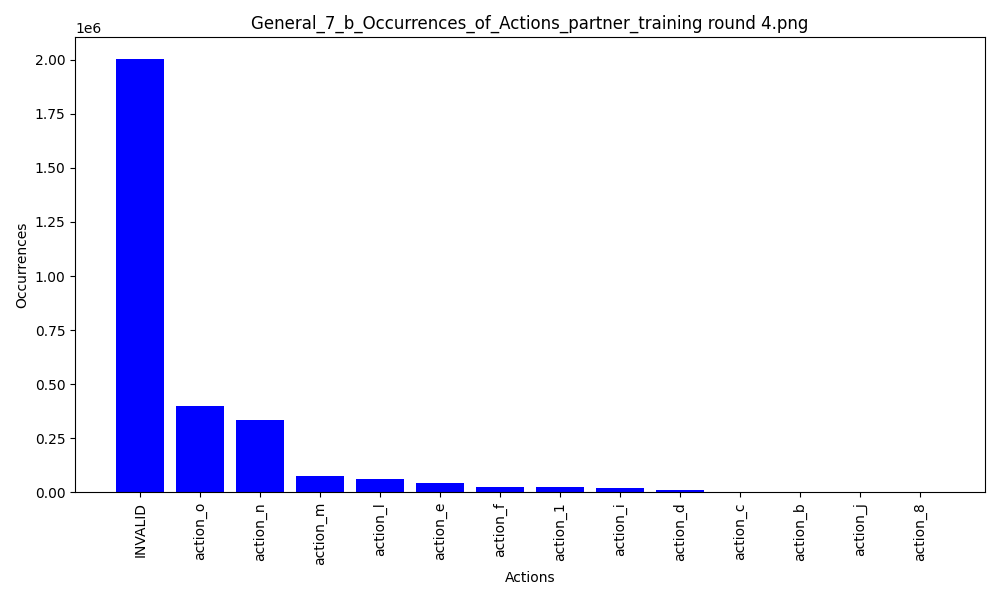 General_7_b_Occurrences_of_Actions_partner_training round 4.png
1e6
2.00
1.75
1.50
1.25
1.00
0.75
0.50
0.25
0.00
Occurrences
INVALID
action_o
action_n
action_m
action_l
action_e
action_f
action_1
action_i
action_d
action_c
action_b
action_j
action_8
Actions